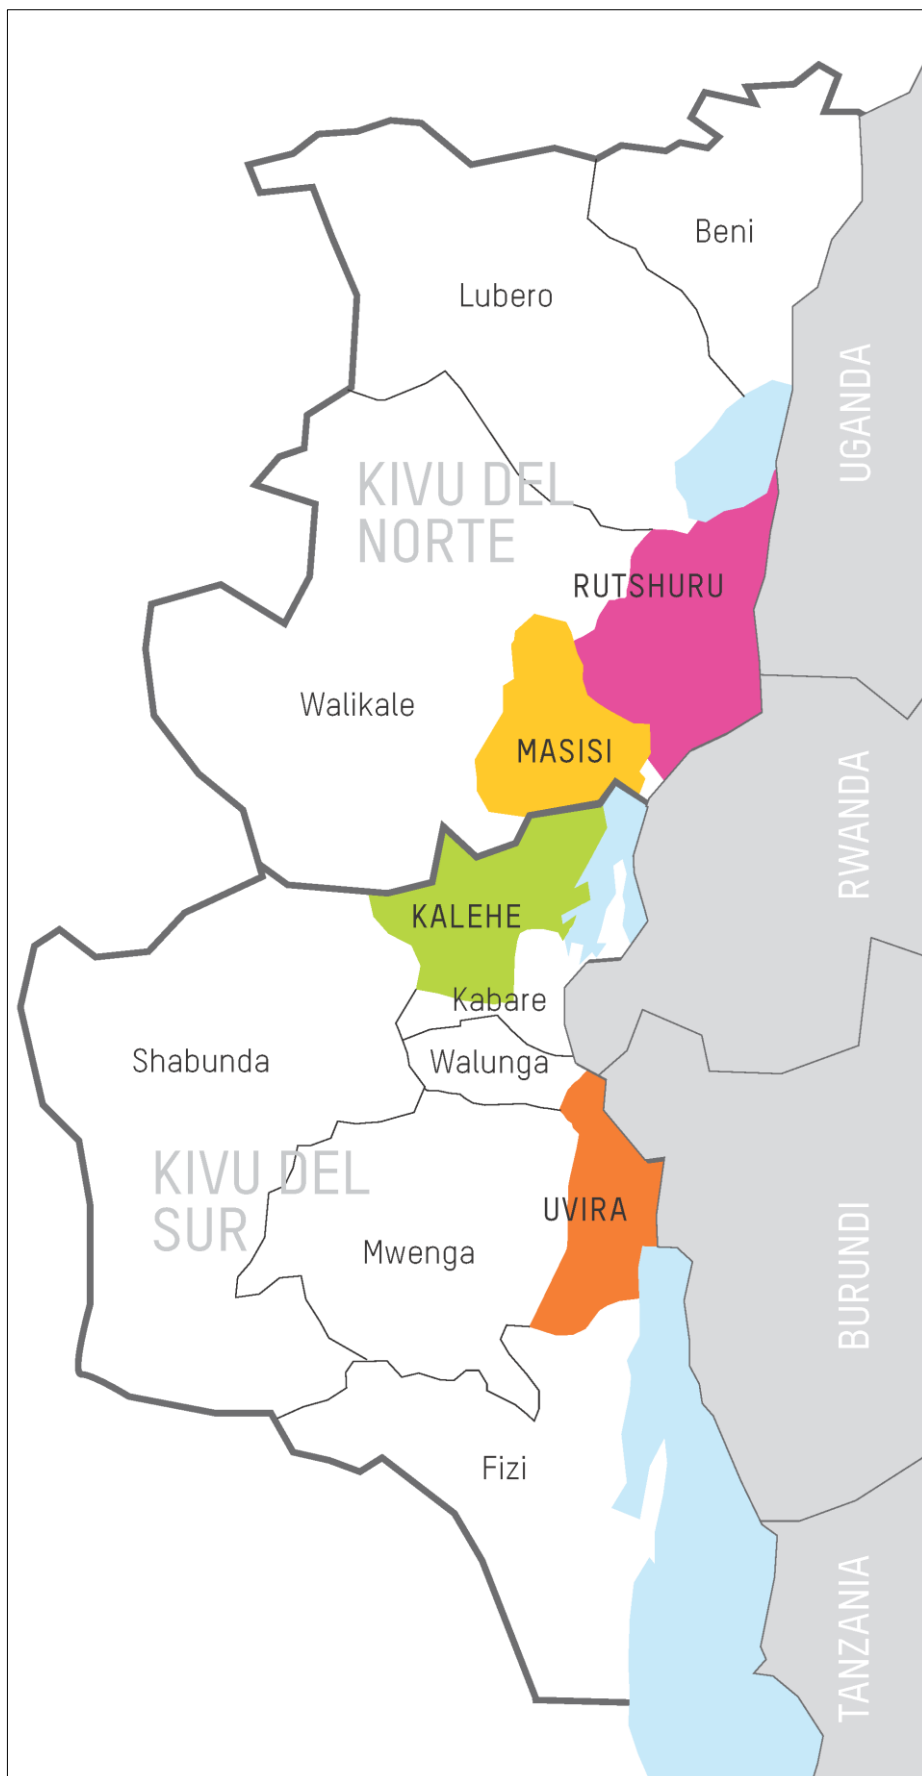 Beni
Lubero
UGANDA
KIVU DEL
NORTE
RUTSHURU
Walikale
MASISI
RWANDA
KALEHE
Kabare
Shabunda
Walunga
KIVU DEL
SUR
UVIRA
Mwenga
BURUNDI
Fizi
TANZANIA